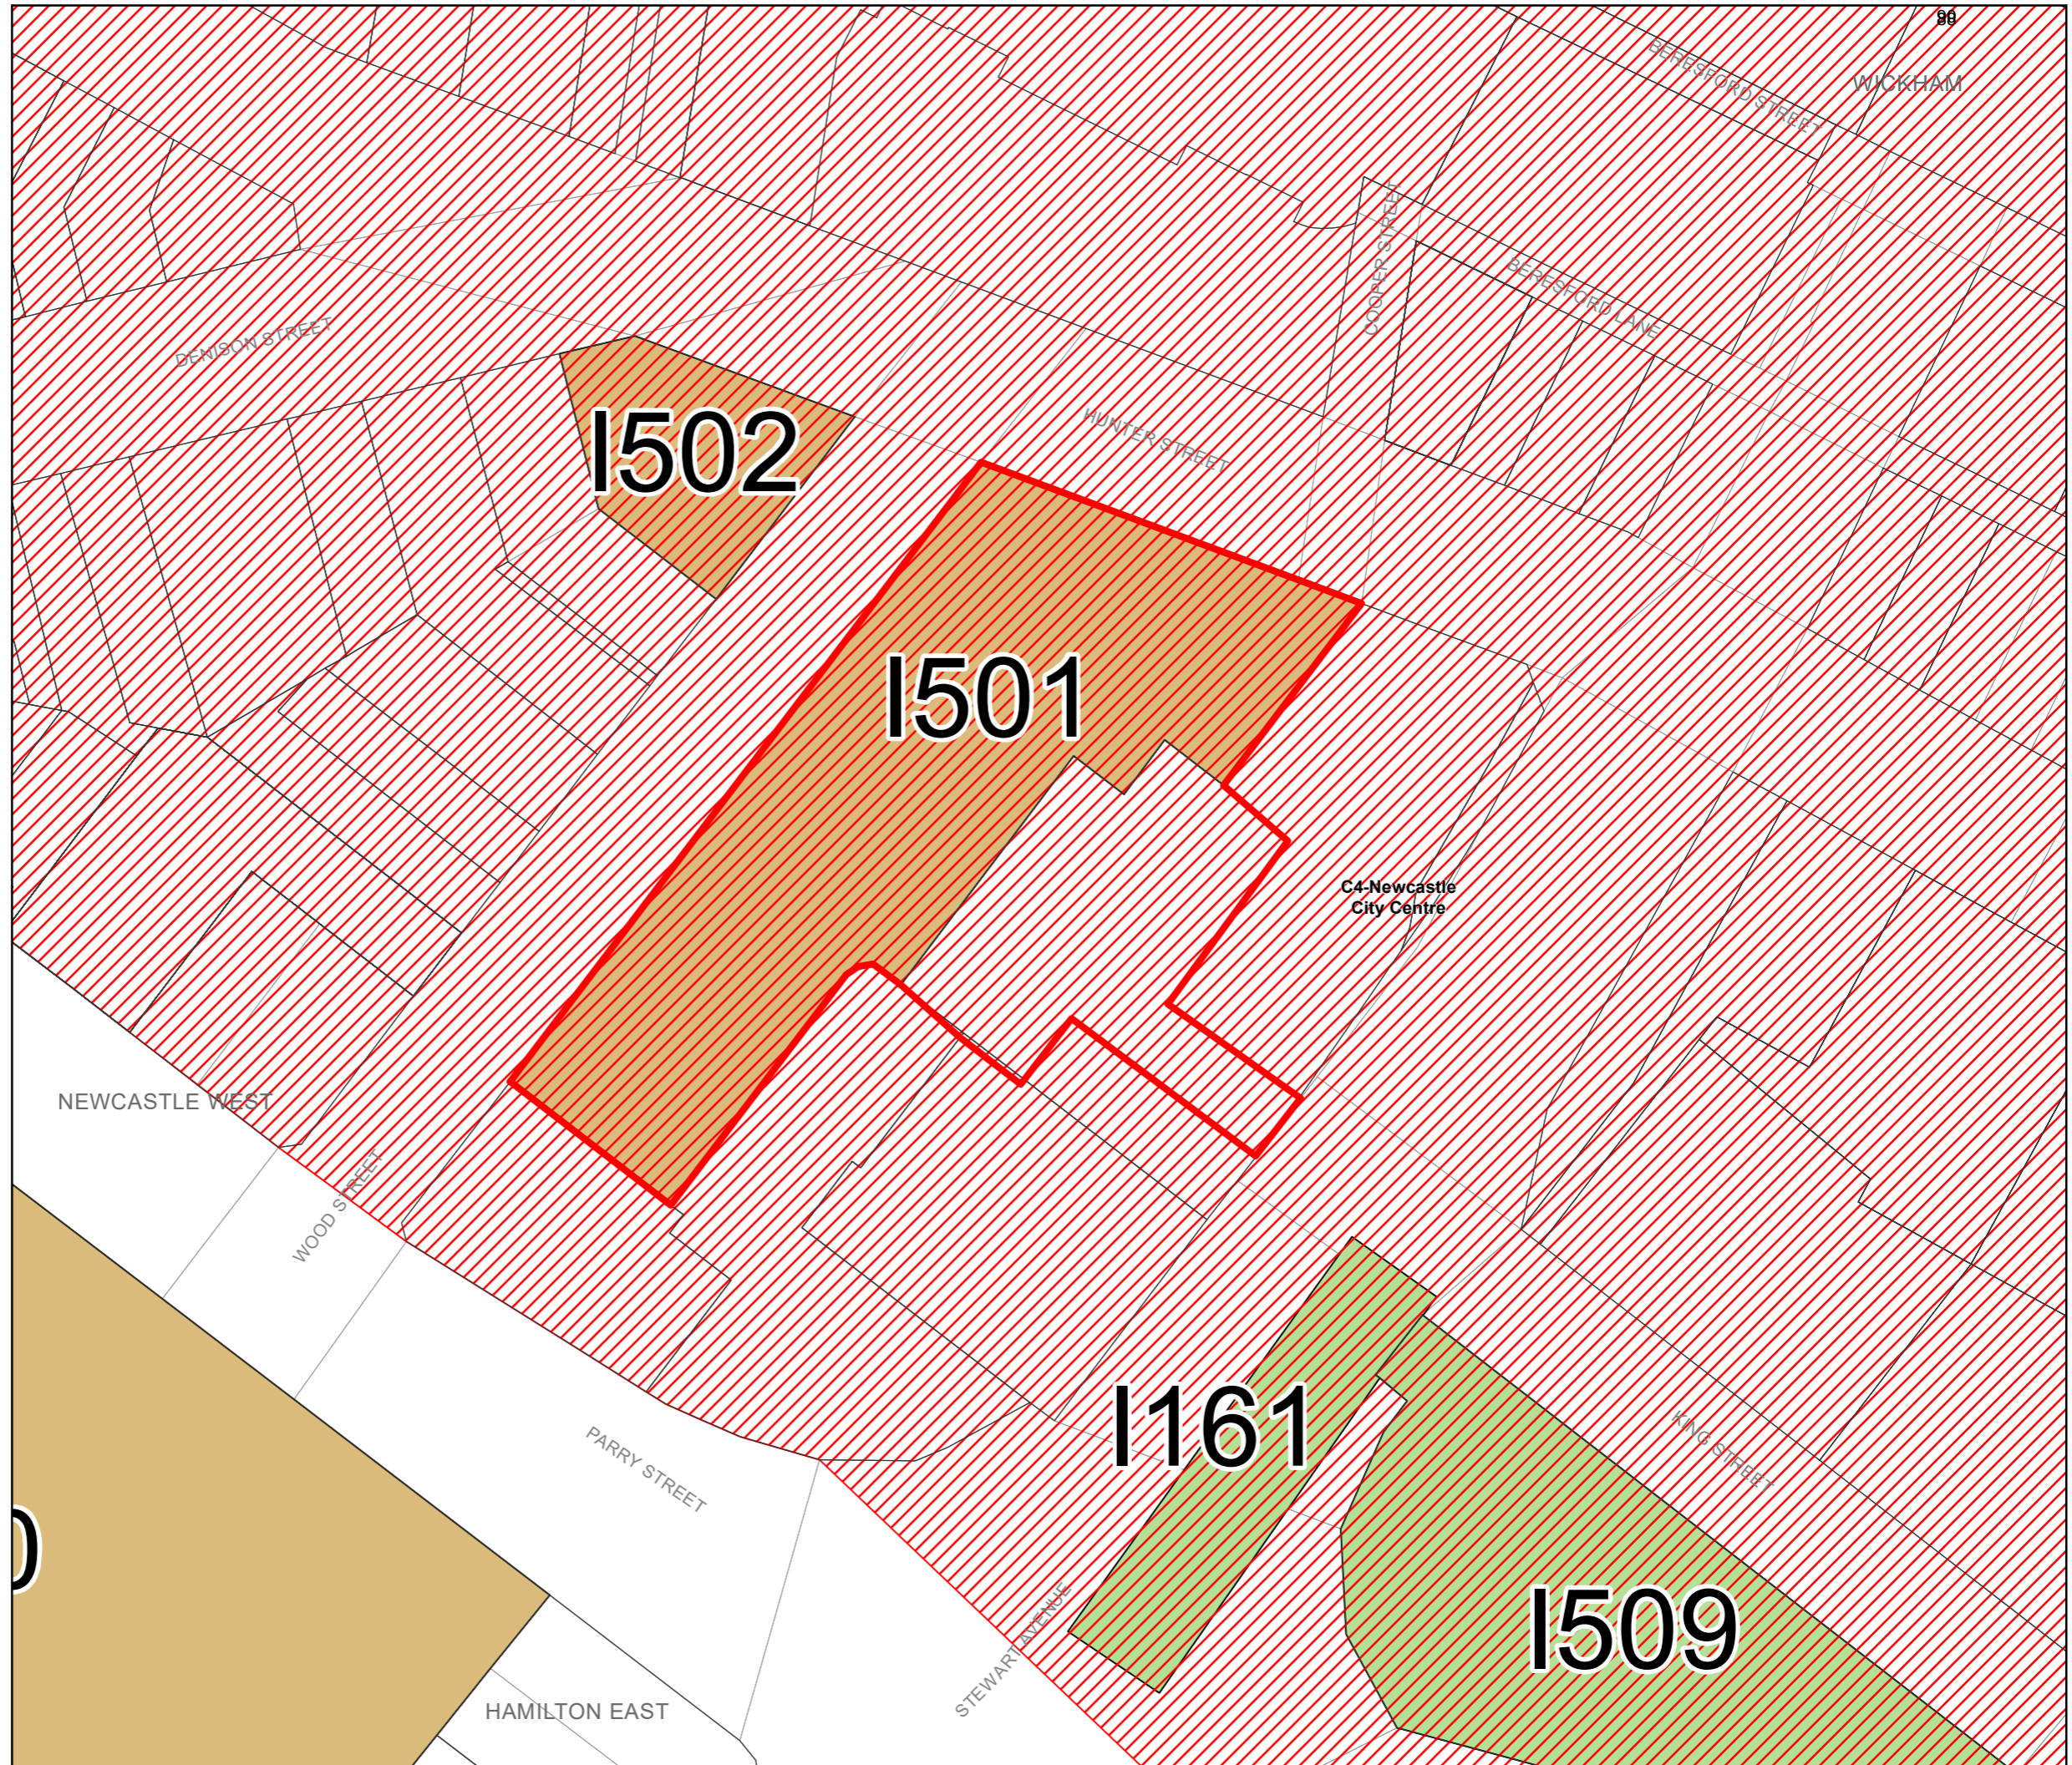 BERESFORD STREET
WICKHAM
COOPER STREET
BERESFORD LANE
DENISON STREET
HUNTER STREET
I502
I501
C4-Newcastle
City Centre
NEWCASTLE WEST
WOOD STREET
I161
PARRY STREET
KING STREET
0
I509
STEWART AVENUE
HAMILTON EAST